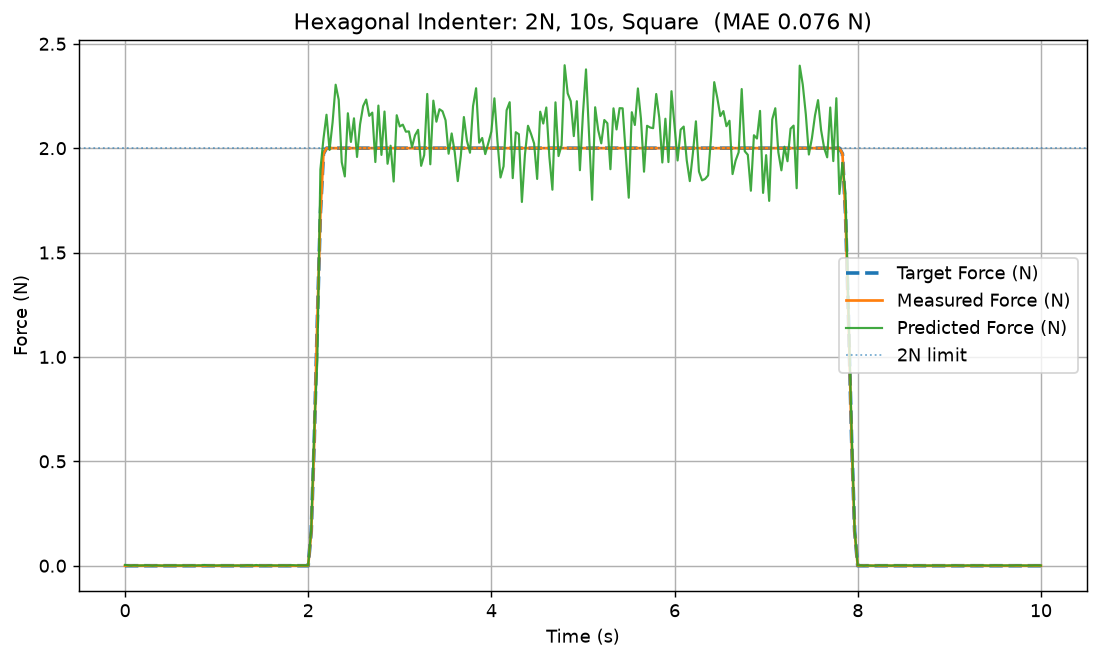 Hexagonal Indenter: 2N, 10s, Square  (MAE 0.076 N)
2.5
2.0
1.5
1.0
0.5
0.0
Force (N)
Target Force (N)
Measured Force (N)
Predicted Force (N)
2N limit
0 2 4 6 8 10
Time (s)